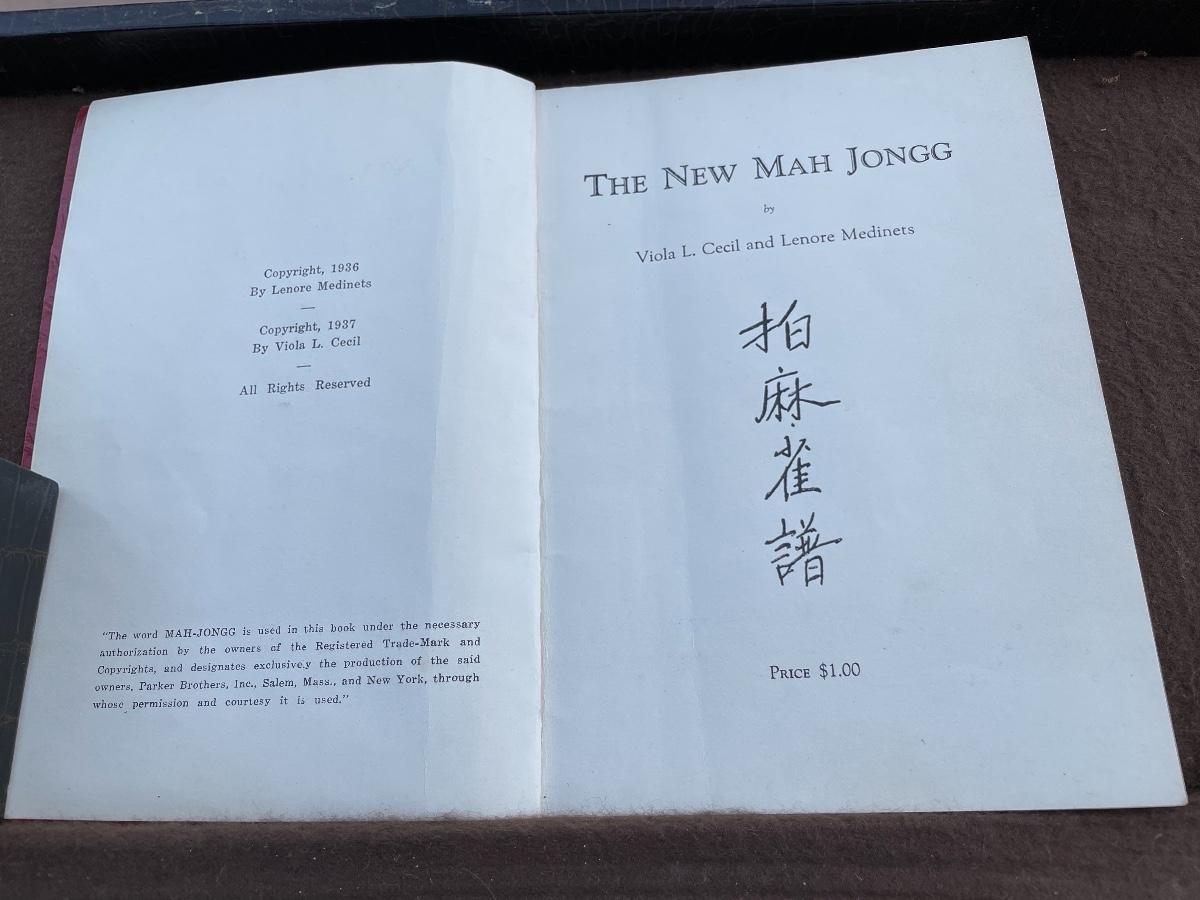 Copyright, 1936
By Lenore Medinets
—
Copyright, 1937
By Viola L. Cecil
—
All Rights Reserved
"The word MAH-JONGG is used in this book under the necessary
authorization by the owners of the Registered Trade-Mark and
Copyrights, and designates exclusive.y the production of the said
owners, Parker Brothers, Inc., Salem, Mass., and New York, through
whose permission and courtesy it is used."
THE NEW MAH JONGG
by
Viola L. Cecil and Lenore Medinets
拍
麻
雀
譜
PRICE $1.00